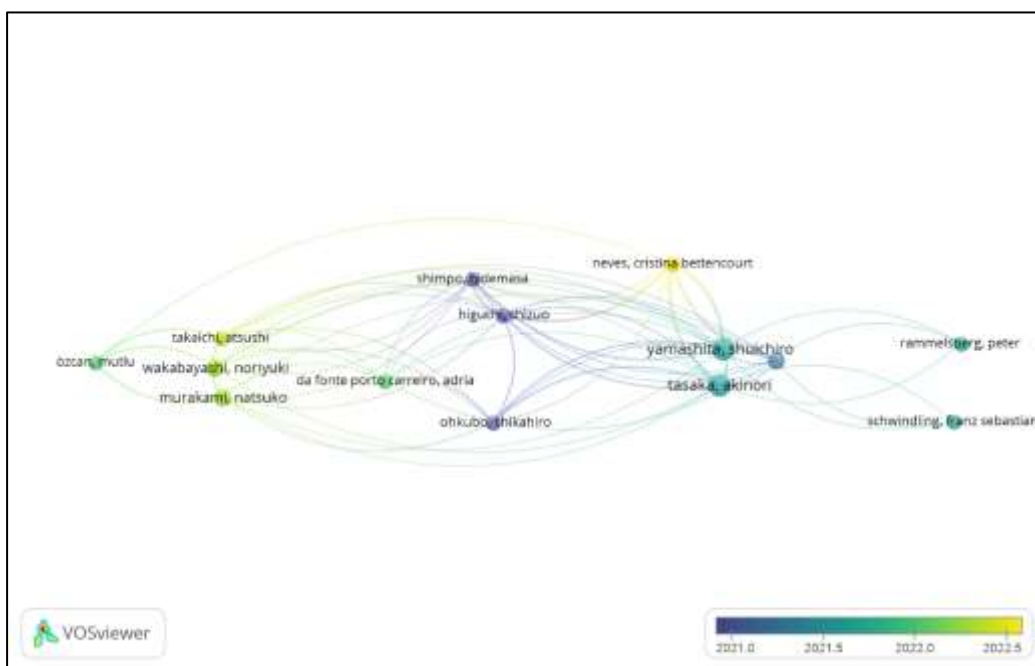 neves, cristina bettencourt
shimpo, hidemasa
higuchi, shizuo
takaichi, atsushi
özcan, mutlu
wakabayashi, noriyuki
yamashita, shuichiro
rammelsberg, peter
da fonte porto carreiro, adria
murakami, natsuko
tasaka, akinori
ohkubo, chikahiro
schwindling, franz sebastian
VOSviewer
2021.0 2021.5 2022.0 2022.5